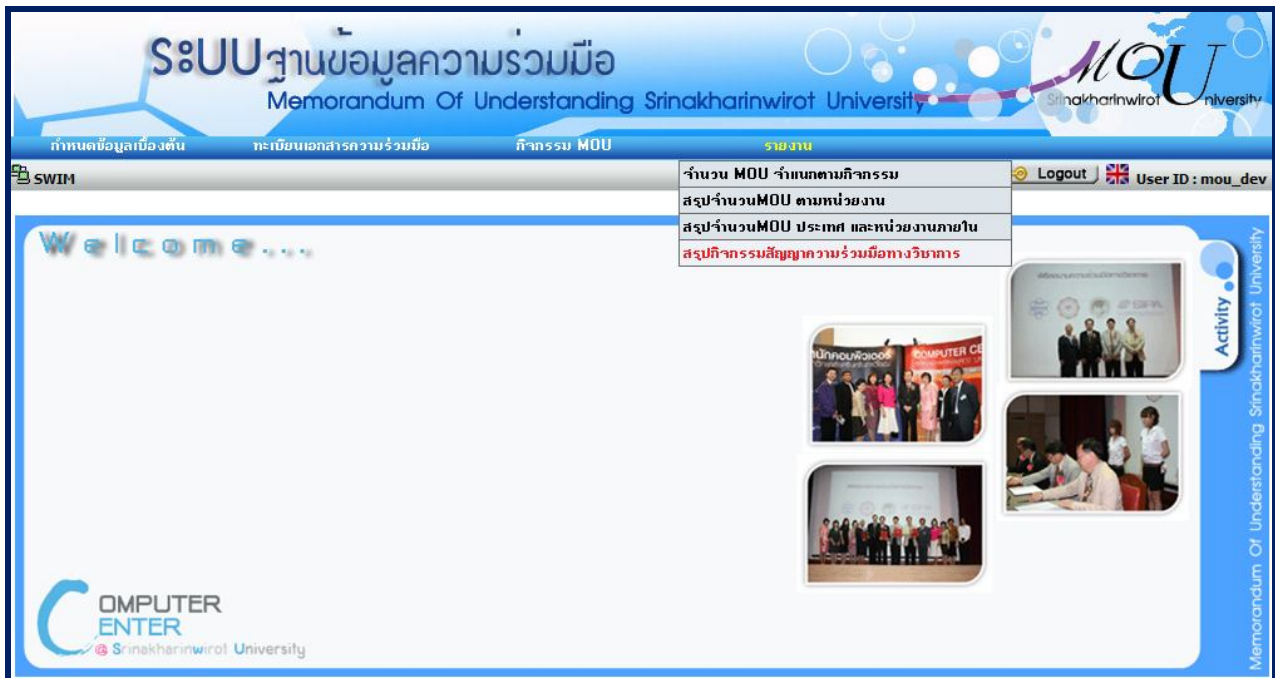 ระบบฐานข้อมูลความร่วมมือ
Memorandum Of Understanding Srinakharinwirot University
MOU
Srinakharinwirot University
กำหนดข้อมูลเบื้องต้น ทะเบียนเอกสารความร่วมมือ กิจกรรม MOU รายงาน
SWIM
Logout User ID : mou_dev
จำนวน MOU จำแนกตามกิจกรรม
สรุปจำนวนMOU ตามหน่วยงาน
สรุปจำนวนMOU ประเทศ และหน่วยงานภายใน
สรุปกิจกรรมสัญญาความร่วมมือทางวิชาการ
Welcome...
Activity
Memorandum Of Understanding Srinakharinwirot University
SIPA
COMPUTER CE
COMPUTER
CENTER
@ Srinakharinwirot University